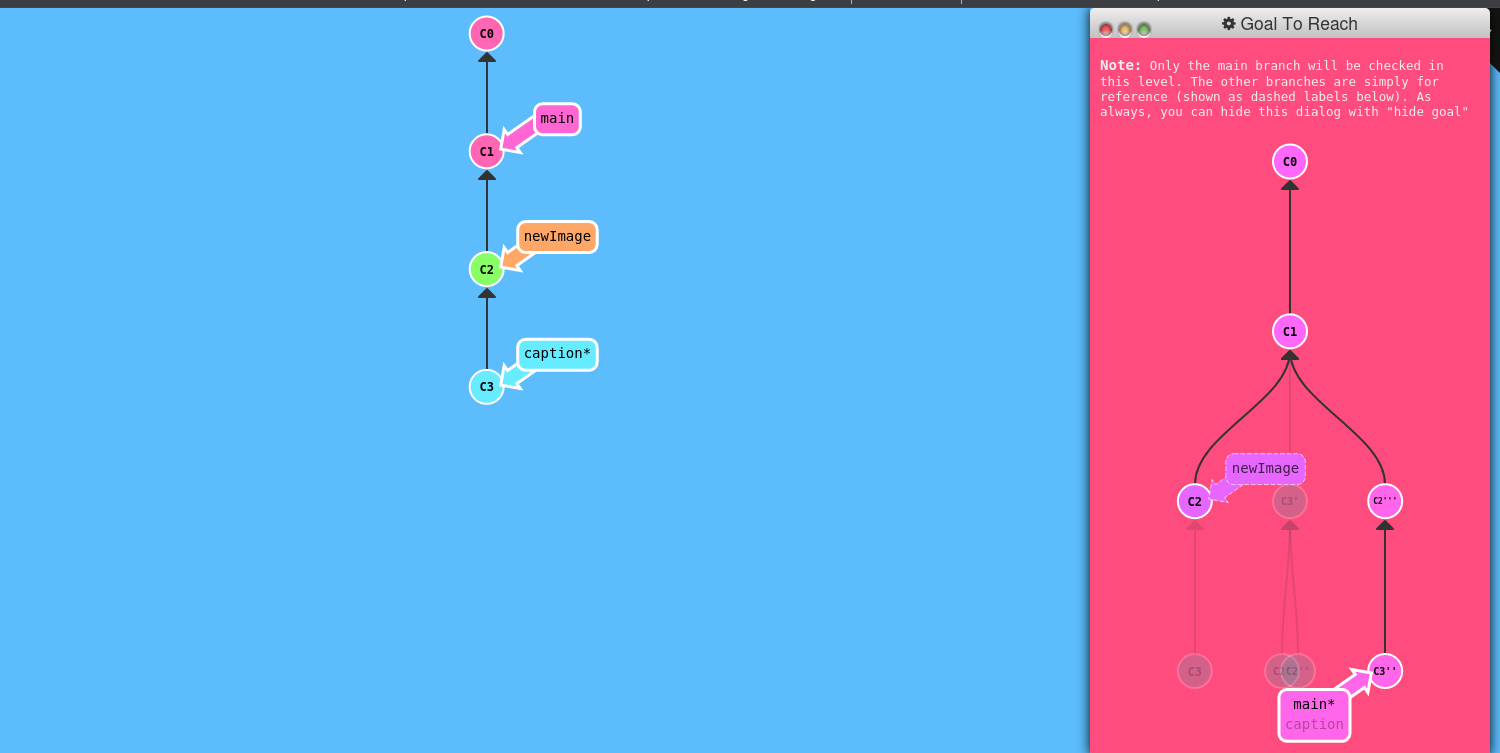 C0
main
C1
newImage
C2
caption*
C3
Goal To Reach
Note: Only the main branch will be checked in
this level. The other branches are simply for
reference (shown as dashed labels below). As
always, you can hide this dialog with "hide goal"
C0
C1
newImage
C2
C3'
C2'''
C3
C2''
C3''
main*
caption